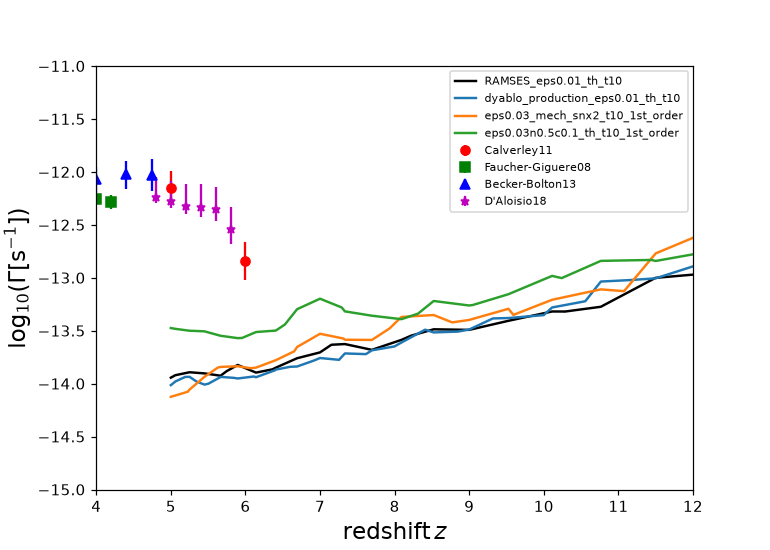 −11.0
−11.5
−12.0
−12.5
−13.0
−13.5
−14.0
−14.5
−15.0
log₁₀(Γ[s⁻¹])
RAMSES_eps0.01_th_t10
dyablo_production_eps0.01_th_t10
eps0.03_mech_snx2_t10_1st_order
eps0.03n0.5c0.1_th_t10_1st_order
Calverley11
Faucher-Giguere08
Becker-Bolton13
D'Aloisio18
4 5 6 7 8 9 10 11 12
redshift z